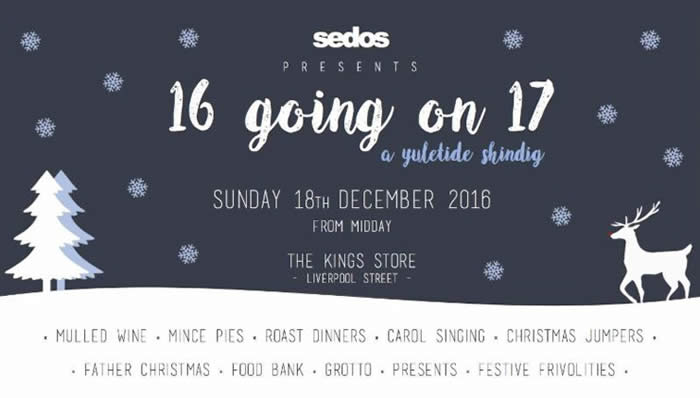 sedos
PRESENTS
16 going on 17
a yuletide shindig
SUNDAY 18TH DECEMBER 2016
FROM MIDDAY
THE KINGS STORE
- LIVERPOOL STREET -
• MULLED WINE • MINCE PIES • ROAST DINNERS • CAROL SINGING • CHRISTMAS JUMPERS •
• FATHER CHRISTMAS • FOOD BANK • GROTTO • PRESENTS • FESTIVE FRIVOLITIES •